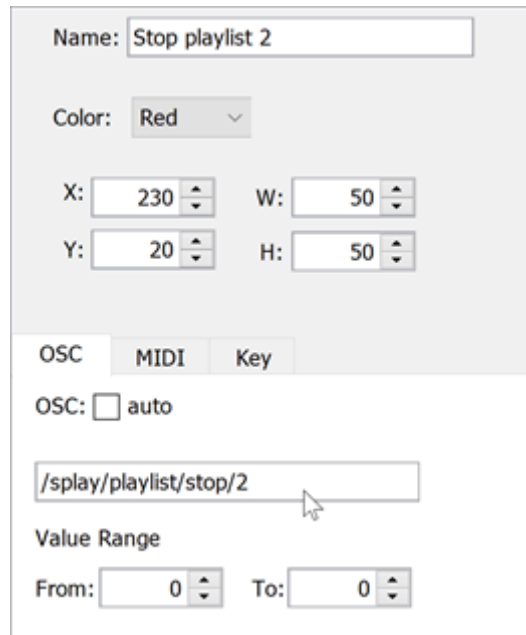 Name: Stop playlist 2
Color: Red
X: 230 W: 50
Y: 20 H: 50
OSC MIDI Key
OSC: auto
/splay/playlist/stop/2
Value Range
From: 0 To: 0